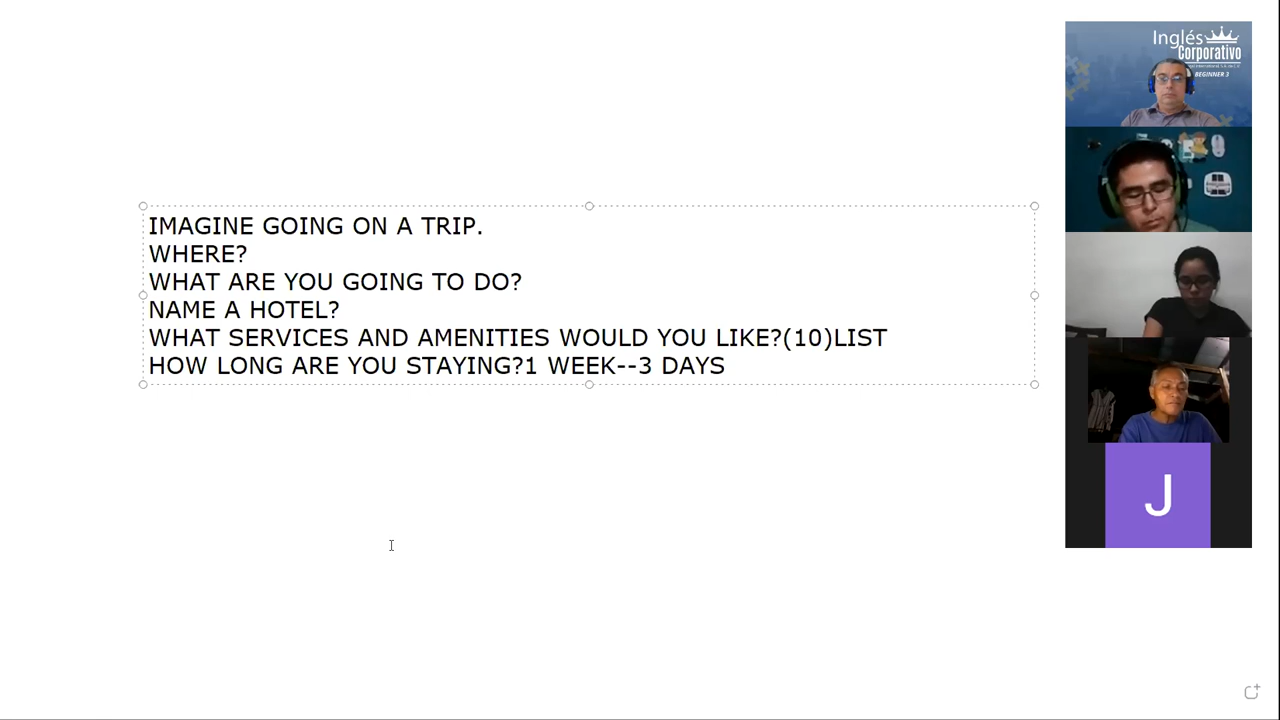 IMAGINE GOING ON A TRIP.
WHERE?
WHAT ARE YOU GOING TO DO?
NAME A HOTEL?
WHAT SERVICES AND AMENITIES WOULD YOU LIKE?(10)LIST
HOW LONG ARE YOU STAYING?1 WEEK--3 DAYS
Inglés
Corporativo
BEGINNER 3
J